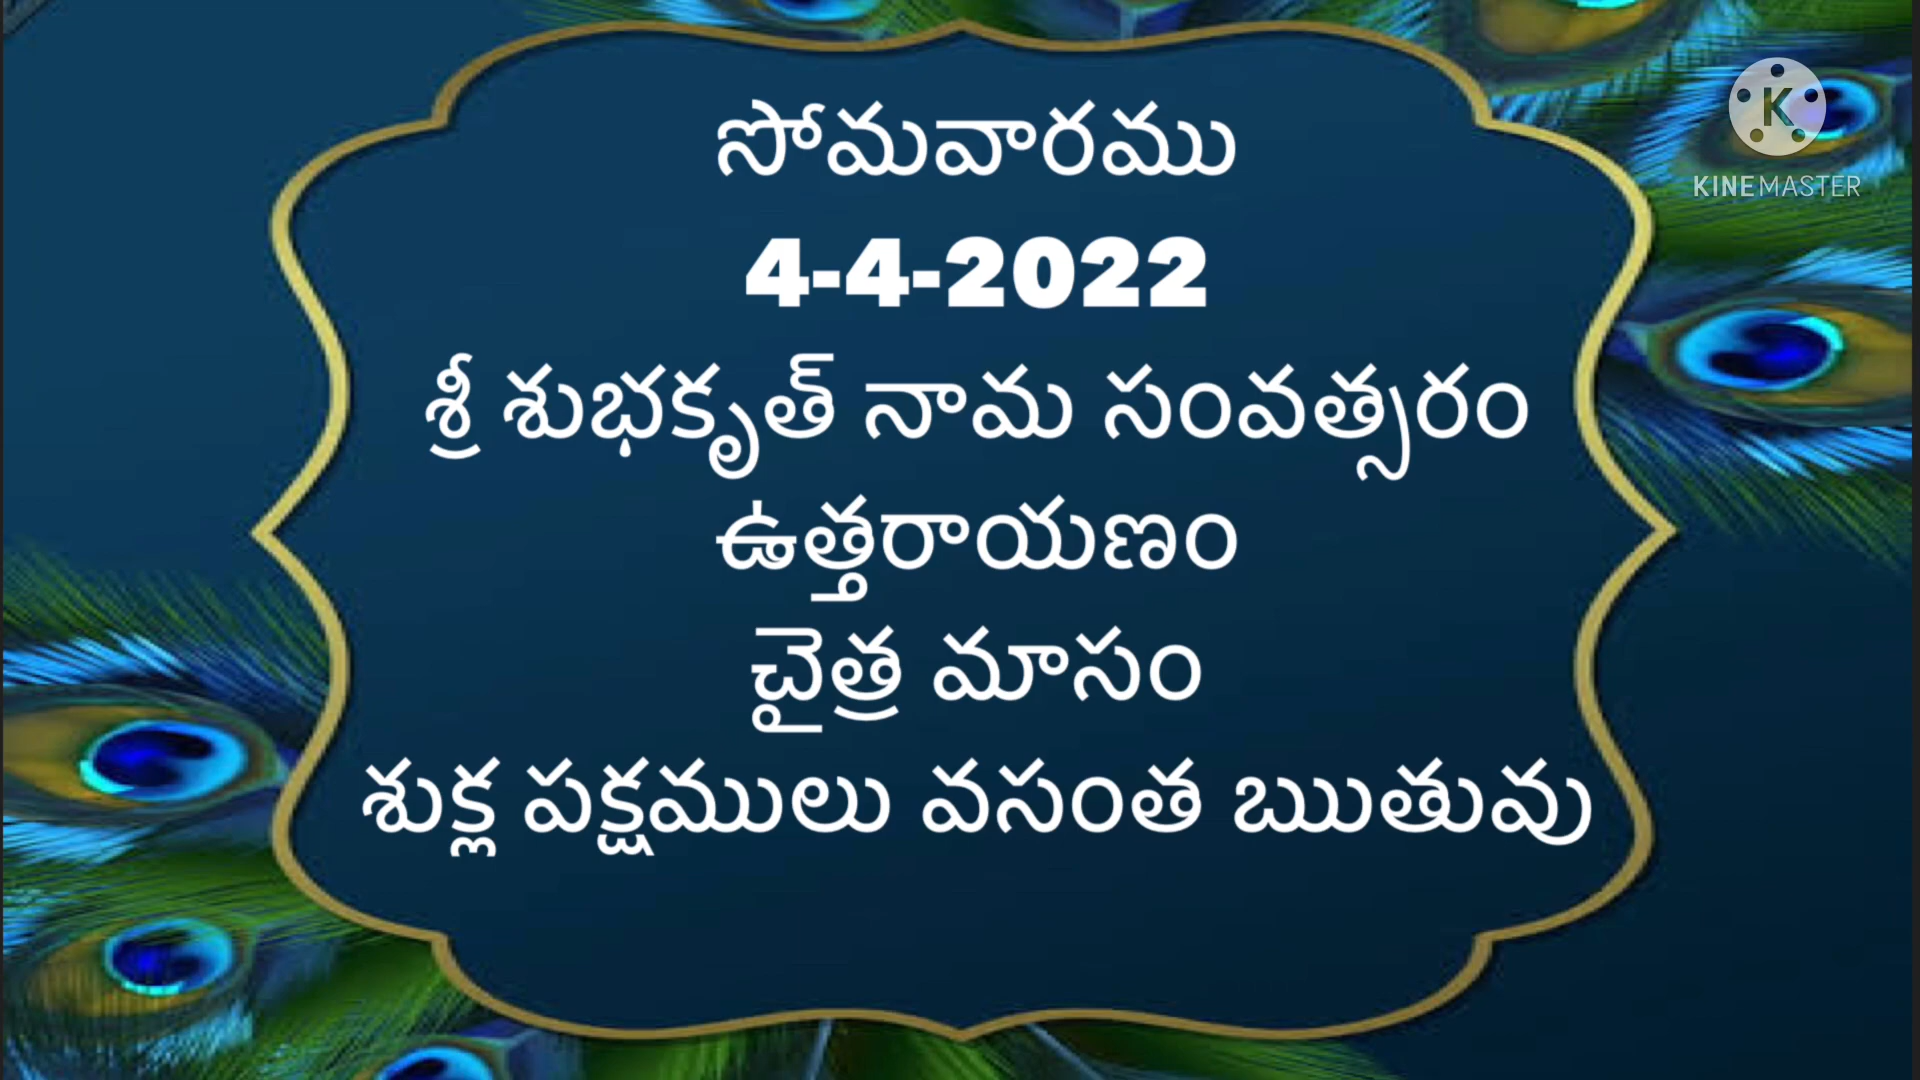 సోమవారము
4-4-2022
శ్రీ శుభకృత్ నామ సంవత్సరం
ఉత్తరాయణం
చైత్ర మాసం
శుక్ల పక్షములు వసంత ఋతువు
K
KINEMASTER